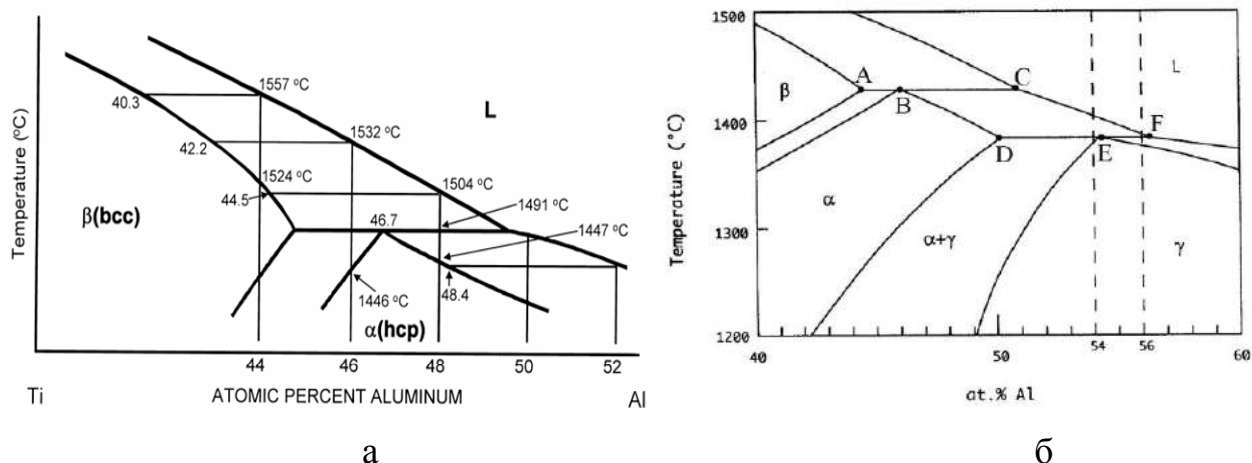 Temperature (°C)
1557 °C
L
40.3
1532 °C
42.2
1524 °C
1504 °C
44.5
1491 °C
β(bcc)
46.7
1447 °C
1446 °C
48.4
α(hcp)
44 46 48 50 52
Ti ATOMIC PERCENT ALUMINUM Al
а
Temperature (°C)
1500
L
A
C
β
B
1400
F
D
E
α
1300
α+γ
γ
1200
40 50 54 56 60
at.% Al
б